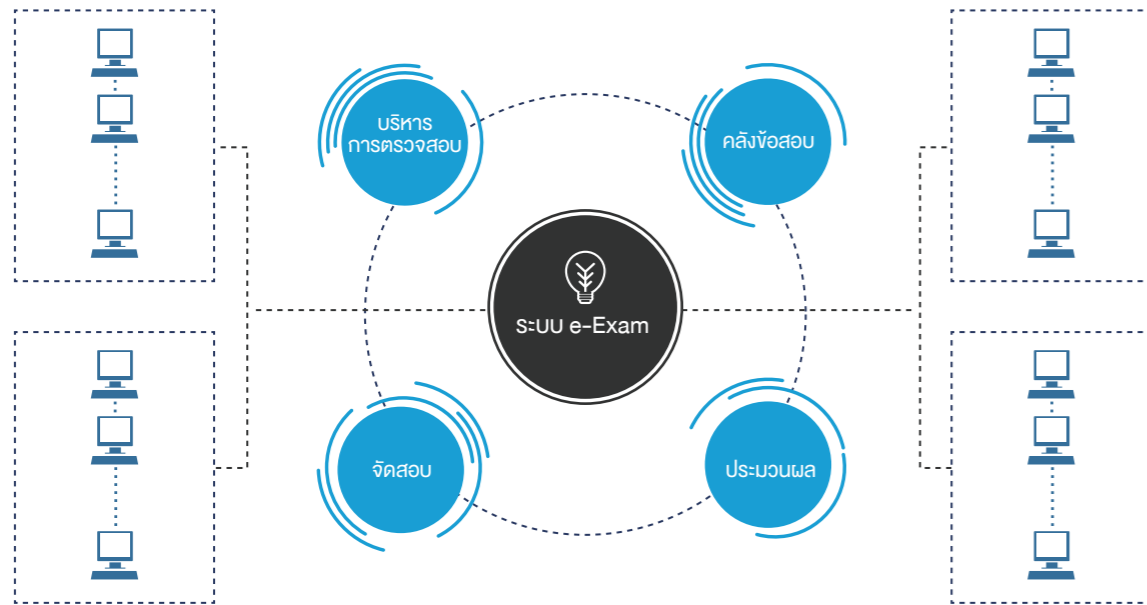 บริหาร
การตรวจสอบ
คลังข้อสอบ
ระบบ e-Exam
จัดสอบ
ประมวนผล